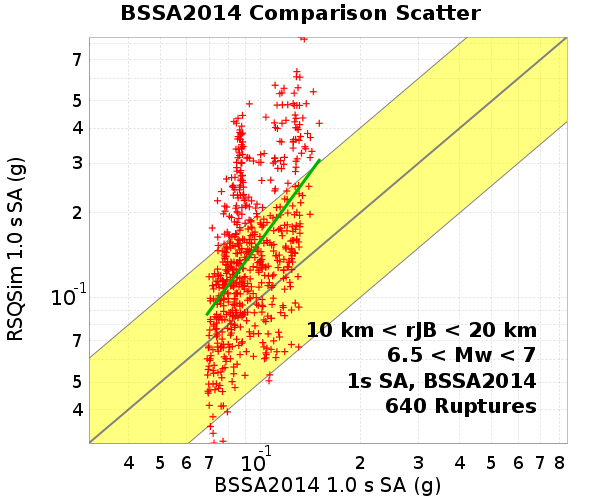 BSSA2014 Comparison Scatter
RSQSim 1.0 s SA (g)
7
5
4
3
2
10-1
7
5
4
10 km < rJB < 20 km
6.5 < Mw < 7
1s SA, BSSA2014
640 Ruptures
4 5 6 7 10-1 2 3 4 5 6 7 8
BSSA2014 1.0 s SA (g)